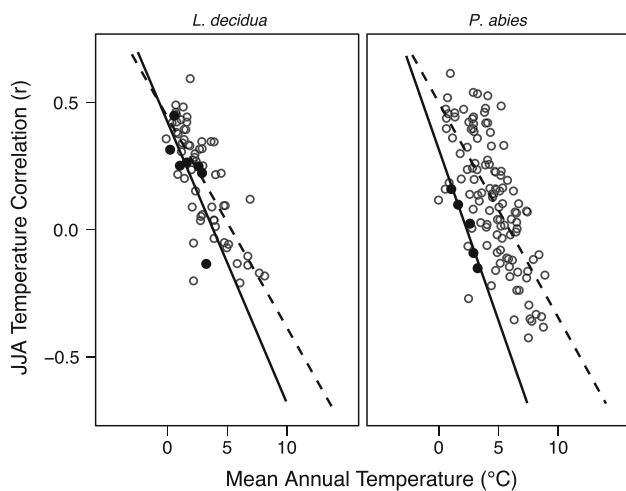 L. decidua
P. abies
JJA Temperature Correlation (r)
0.5
0.0
−0.5
0 5 10
0 5 10
Mean Annual Temperature (°C)